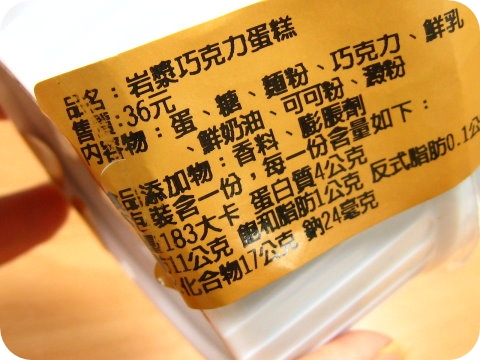 品名：岩漿巧克力蛋糕
售價：36元
內容物：蛋、糖、麵粉、巧克力、鮮乳
、鮮奶油、可可粉、澱粉
品添加物：香料、膨脹劑
包裝含一份，每一份含量如下：
183大卡 蛋白質4公克
肪11公克 飽和脂肪1公克 反式脂肪0.1公
化合物17公克 鈉24毫克